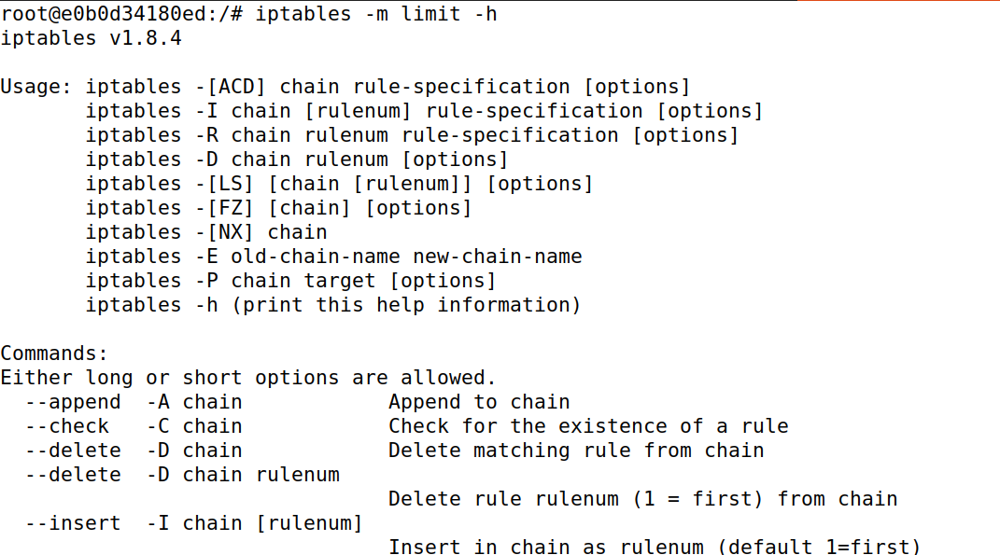 root@e0b0d34180ed:/# iptables -m limit -h
iptables v1.8.4

Usage: iptables -[ACD] chain rule-specification [options]
       iptables -I chain [rulenum] rule-specification [options]
       iptables -R chain rulenum rule-specification [options]
       iptables -D chain rulenum [options]
       iptables -[LS] [chain [rulenum]] [options]
       iptables -[FZ] [chain] [options]
       iptables -[NX] chain
       iptables -E old-chain-name new-chain-name
       iptables -P chain target [options]
       iptables -h (print this help information)

Commands:
Either long or short options are allowed.
  --append  -A chain            Append to chain
  --check   -C chain            Check for the existence of a rule
  --delete  -D chain            Delete matching rule from chain
  --delete  -D chain rulenum
                                Delete rule rulenum (1 = first) from chain
  --insert  -I chain [rulenum]
                                Insert in chain as rulenum (default 1=first)